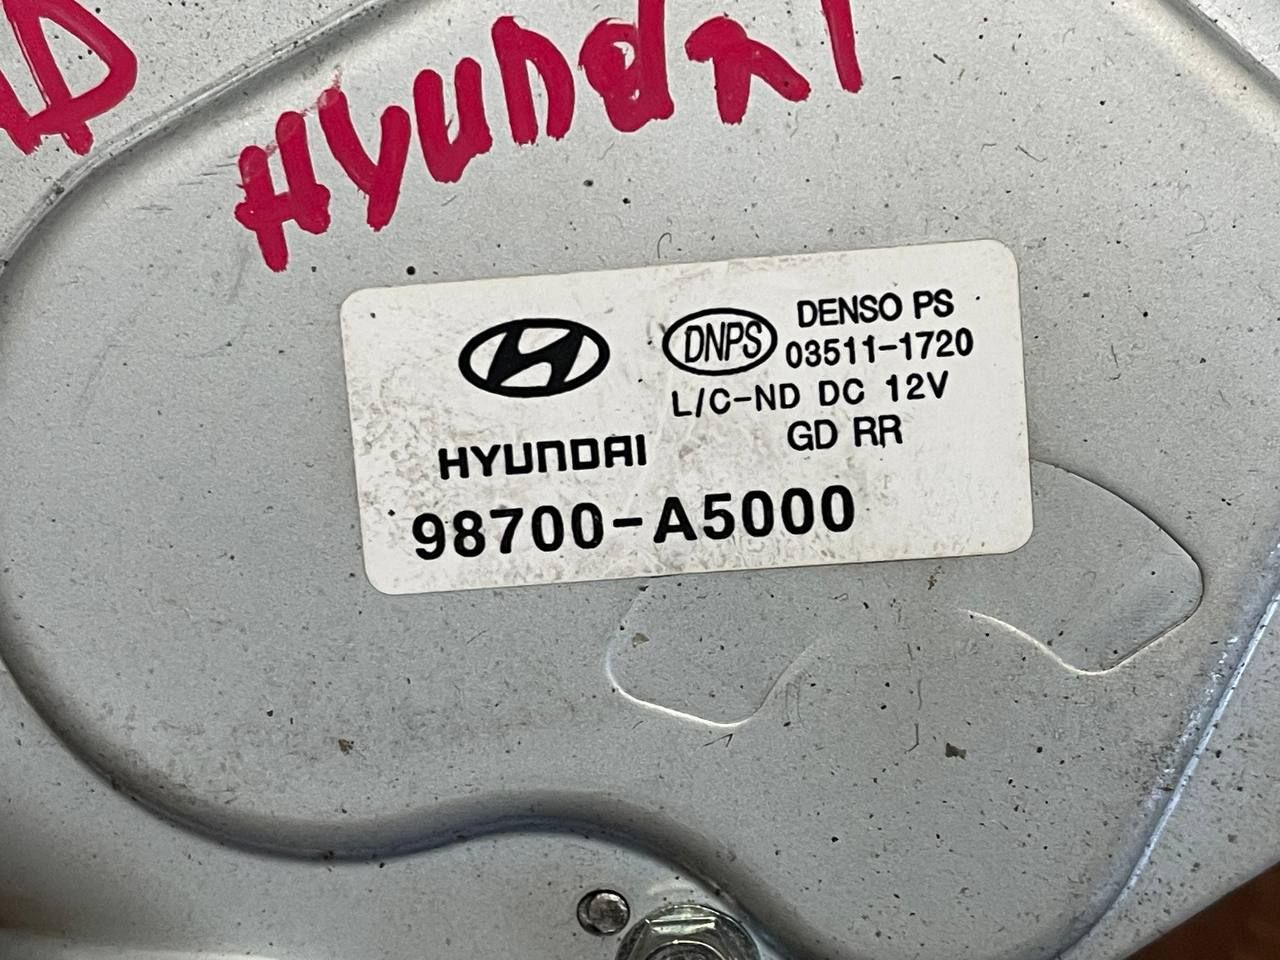 HYUNDAI
DENSO PS
DNPS
03511-1720
L/C-ND DC 12V
GD RR
HYUNDAI
98700-A5000